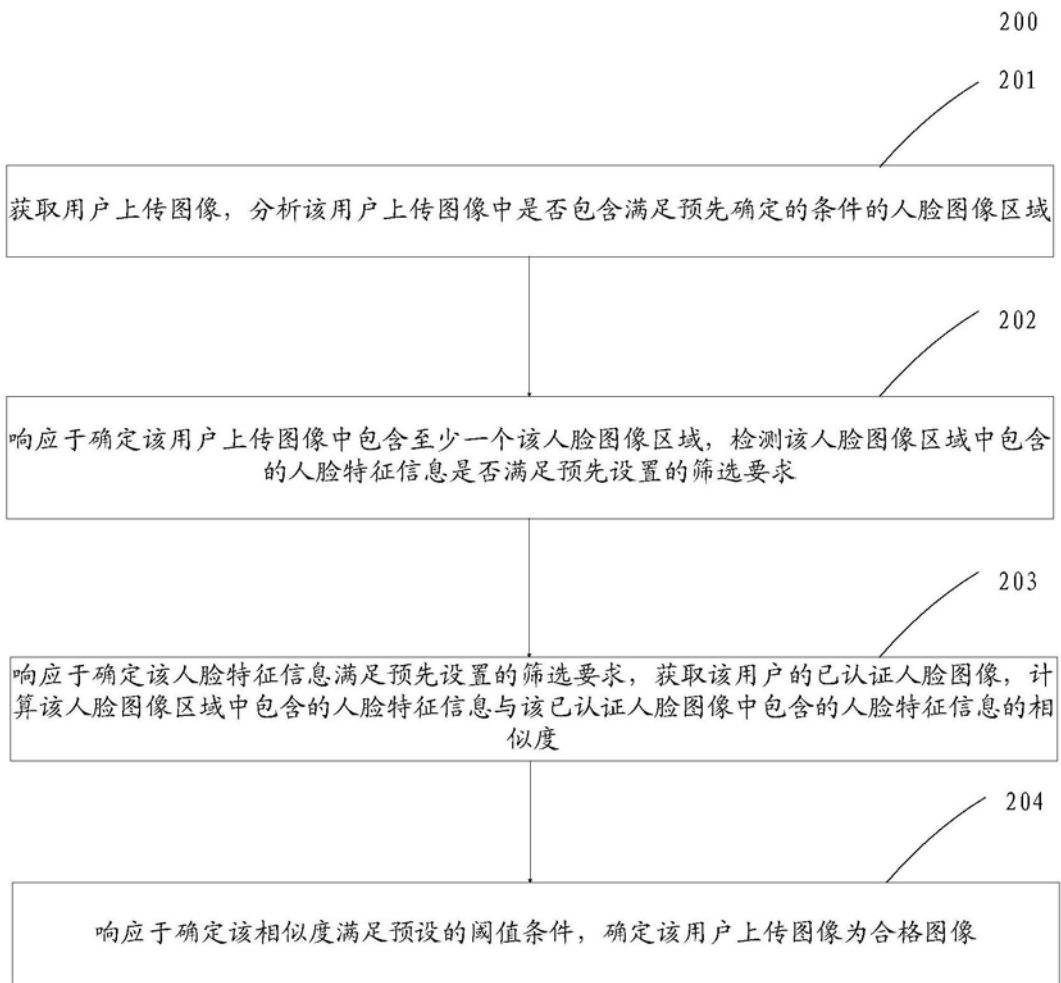 200
201
获取用户上传图像，分析该用户上传图像中是否包含满足预先确定的条件的人脸图像区域
202
响应于确定该用户上传图像中包含至少一个该人脸图像区域，检测该人脸图像区域中包含
的人脸特征信息是否满足预先设置的筛选要求
203
响应于确定该人脸特征信息满足预先设置的筛选要求，获取该用户的已认证人脸图像，计
算该人脸图像区域中包含的人脸特征信息与该已认证人脸图像中包含的人脸特征信息的相
似度
204
响应于确定该相似度满足预设的阈值条件，确定该用户上传图像为合格图像